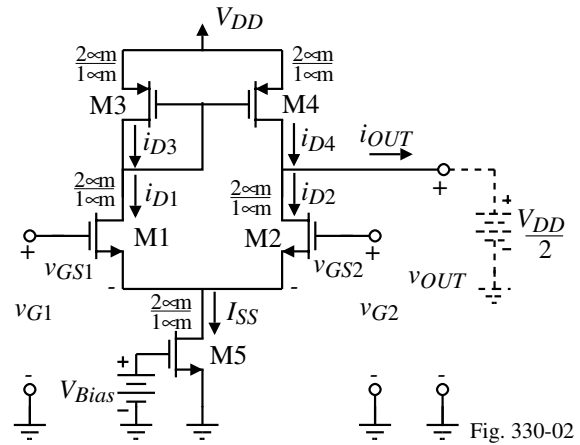 V_DD
2∝m
1∝m
2∝m
1∝m
M3
M4
i_D3
i_D4
i_OUT
+
2∝m
1∝m
i_D1
2∝m
1∝m
i_D2
+
V_DD
2
-
M1
M2
+
+
v_GS1
v_GS2
v_OUT
-
-
v_G1
2∝m
1∝m
I_SS
v_G2
M5
+
V_Bias
-
-
-
-
Fig. 330-02